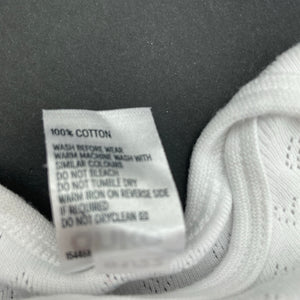 100% COTTON
WASH BEFORE WEAR
WARM MACHINE WASH WITH
SIMILAR COLOURS
DO NOT BLEACH
DO NOT TUMBLE DRY
WARM IRON ON REVERSE SIDE
IF REQUIRED
DO NOT DRYCLEAN